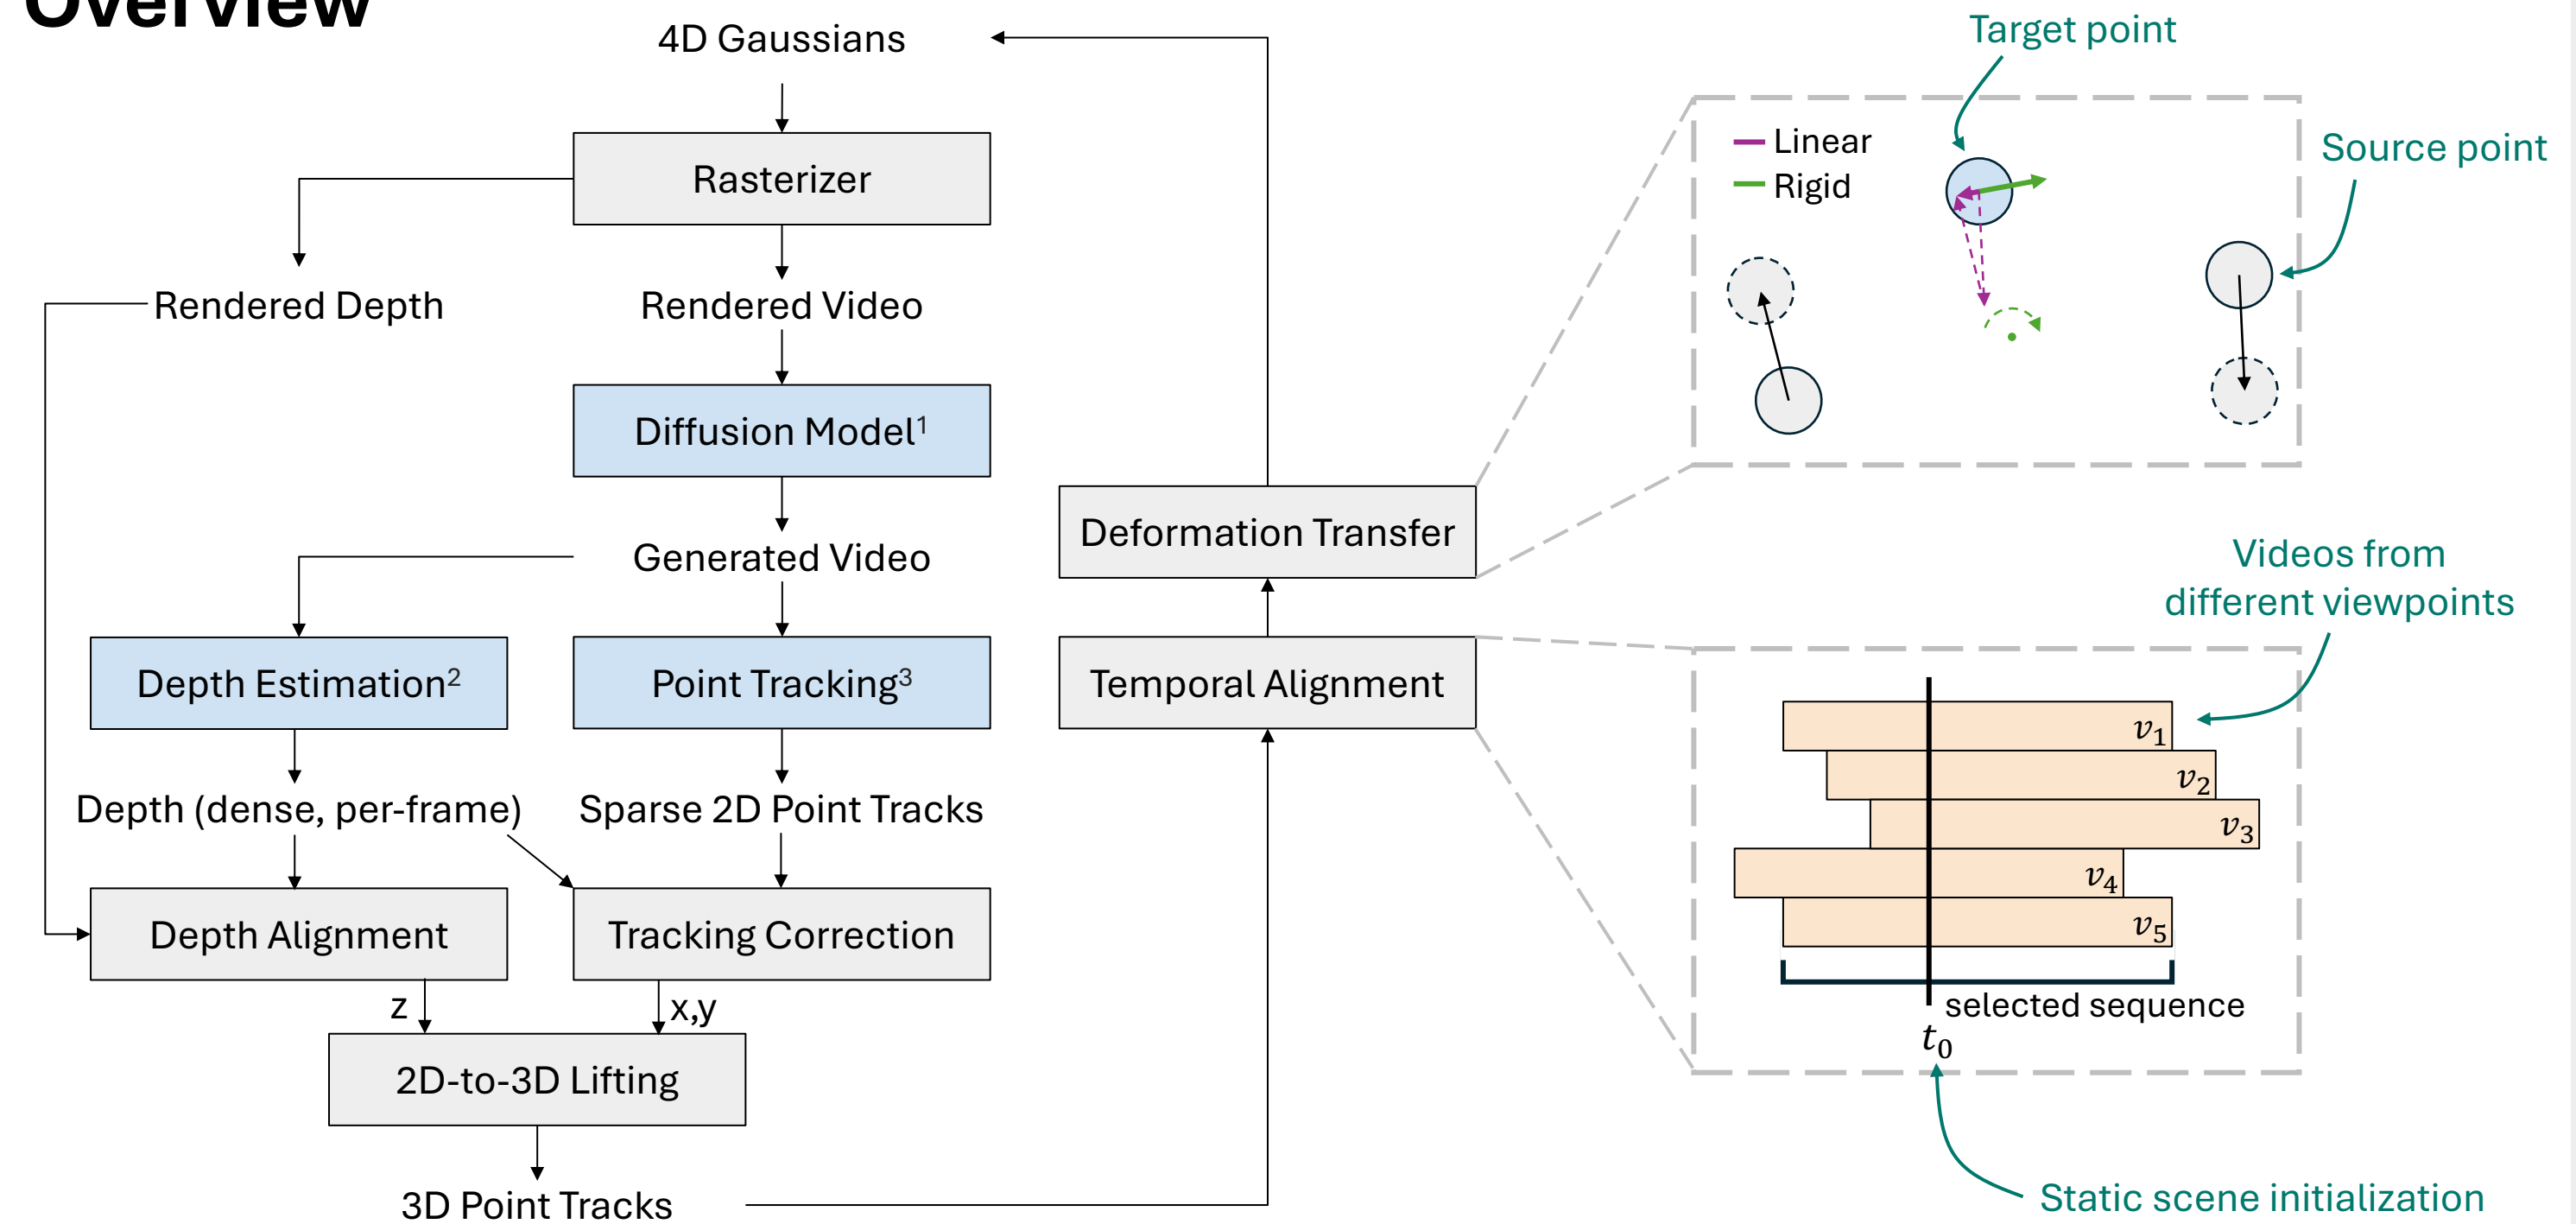 Overview
4D Gaussians
Rasterizer
Rendered Depth
Rendered Video
Diffusion Model¹
Generated Video
Depth Estimation²
Point Tracking³
Depth (dense, per-frame)
Sparse 2D Point Tracks
Depth Alignment
Tracking Correction
z
x,y
2D-to-3D Lifting
3D Point Tracks
Deformation Transfer
Temporal Alignment
Target point
Source point
Linear
Rigid
Videos from
different viewpoints
v₁
v₂
v₃
v₄
v₅
selected sequence
t₀
Static scene initialization